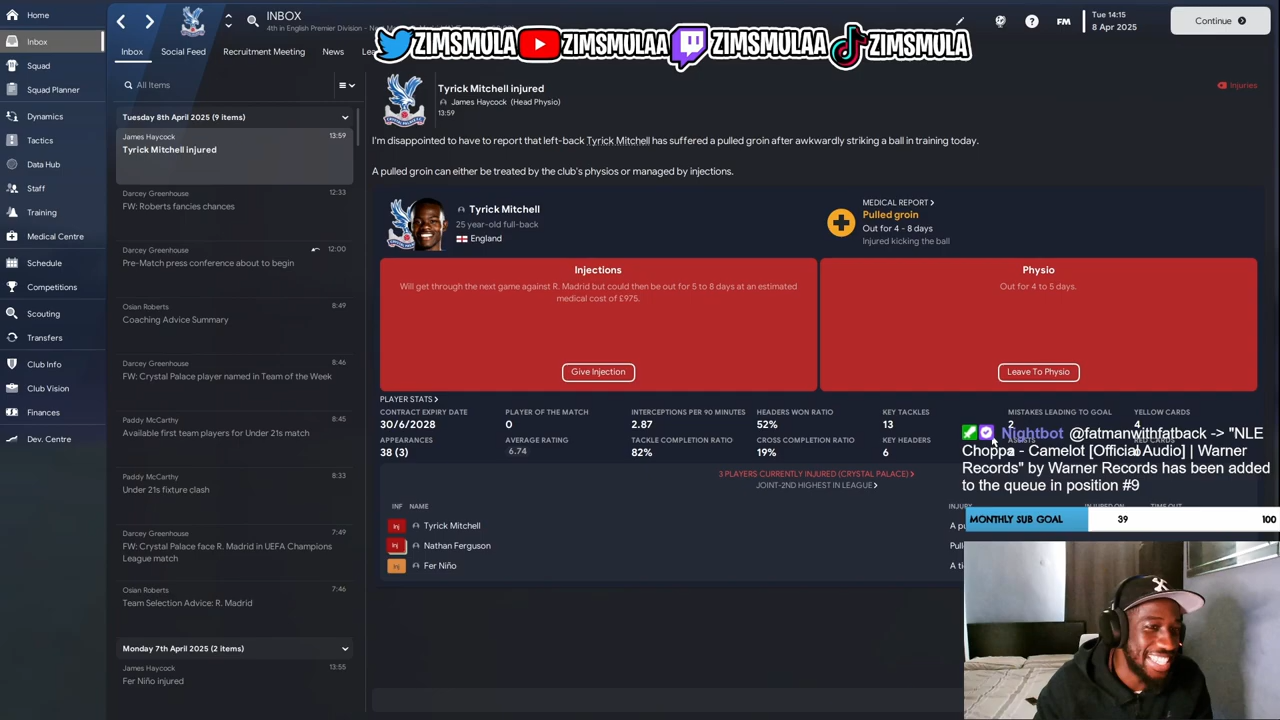 Home
Inbox
Squad
Squad Planner
Dynamics
Tactics
Data Hub
Staff
Training
Medical Centre
Schedule
Competitions
Scouting
Transfers
Club Info
Club Vision
Finances
Dev. Centre
INBOX
Inbox Social Feed Recruitment Meeting News
ZIMSMULA ZIMSMULAA ZIMSMULAA ZIMSMULA
FM
Tue 14:15
8 Apr 2025
Continue
All Items
Tuesday 8th April 2025 (9 items)
James Haycock 13:59
Tyrick Mitchell injured
Darcey Greenhouse 12:33
FW: Roberts fancies chances
Darcey Greenhouse 12:00
Pre-Match press conference about to begin
Osian Roberts 8:49
Coaching Advice Summary
Darcey Greenhouse 8:46
FW: Crystal Palace player named in Team of the Week
Paddy McCarthy 8:45
Available first team players for Under 21s match
Paddy McCarthy 8:33
Under 21s fixture clash
Darcey Greenhouse 7:49
FW: Crystal Palace face R. Madrid in UEFA Champions
League match
Osian Roberts 7:46
Team Selection Advice: R. Madrid
Monday 7th April 2025 (2 items)
James Haycock 13:55
Fer Niño injured
Tyrick Mitchell injured
James Haycock (Head Physio)
13:59
Injuries
I'm disappointed to have to report that left-back Tyrick Mitchell has suffered a pulled groin after awkwardly striking a ball in training today.
A pulled groin can either be treated by the club's physios or managed by injections.
Tyrick Mitchell
25 year-old full-back
England
MEDICAL REPORT >
Pulled groin
Out for 4 - 8 days
Injured kicking the ball
Injections
Will get through the next game against R. Madrid but could then be out for 5 to 8 days at an estimated
medical cost of £975.
Give Injection
Physio
Out for 4 to 5 days.
Leave To Physio
PLAYER STATS >
CONTRACT EXPIRY DATE PLAYER OF THE MATCH INTERCEPTIONS PER 90 MINUTES HEADERS WON RATIO KEY TACKLES MISTAKES LEADING TO GOAL YELLOW CARDS
30/6/2028 0 2.87 52% 13 2 4
APPEARANCES AVERAGE RATING TACKLE COMPLETION RATIO CROSS COMPLETION RATIO KEY HEADERS
38 (3) 6.74 82% 19% 6
3 PLAYERS CURRENTLY INJURED (CRYSTAL PALACE) >
JOINT-2ND HIGHEST IN LEAGUE >
INF NAME
Inj Tyrick Mitchell
Inj Nathan Ferguson
Inj Fer Niño
Nightbot @fatmanwithfatback -> "NLE
Choppa - Camelot [Official Audio] | Warner
Records" by Warner Records has been added
to the queue in position #9
MONTHLY SUB GOAL 39 100